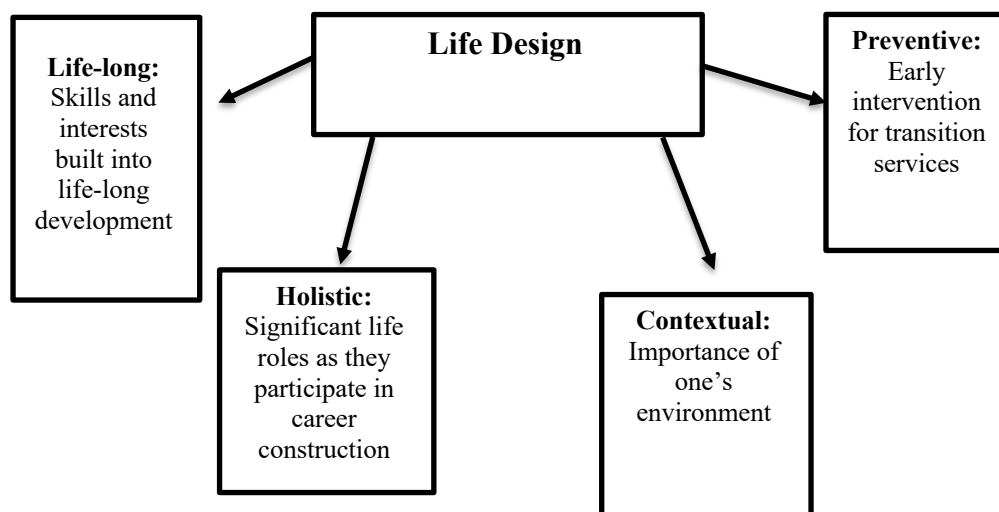 Life Design
Life-long:
Skills and
interests
built into
life-long
development
Holistic:
Significant life
roles as they
participate in
career
construction
Contextual:
Importance of
one’s
environment
Preventive:
Early
intervention
for transition
services